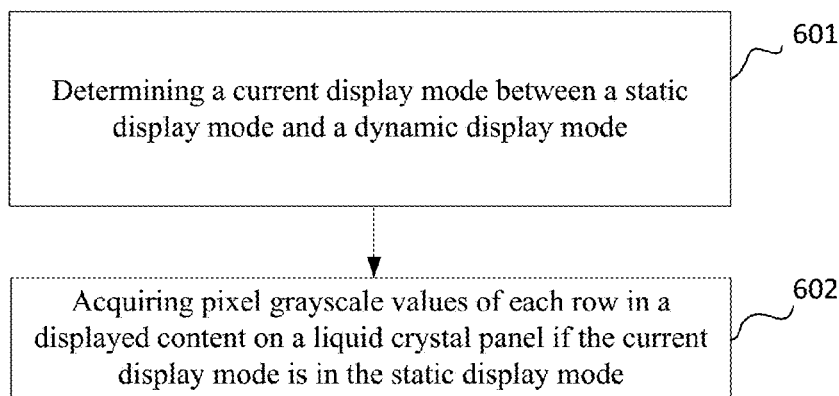 601
Determining a current display mode between a static
display mode and a dynamic display mode
602
Acquiring pixel grayscale values of each row in a
displayed content on a liquid crystal panel if the current
display mode is in the static display mode